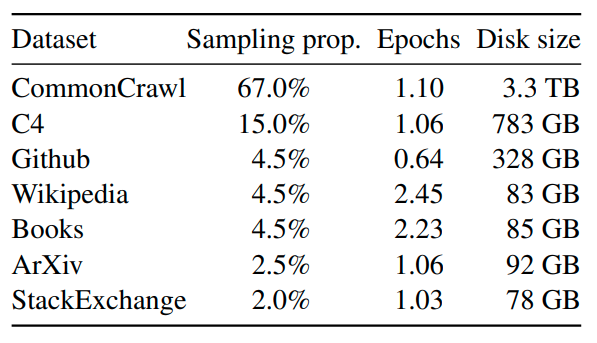 Dataset Sampling prop. Epochs Disk size
CommonCrawl 67.0% 1.10 3.3 TB
C4 15.0% 1.06 783 GB
Github 4.5% 0.64 328 GB
Wikipedia 4.5% 2.45 83 GB
Books 4.5% 2.23 85 GB
ArXiv 2.5% 1.06 92 GB
StackExchange 2.0% 1.03 78 GB